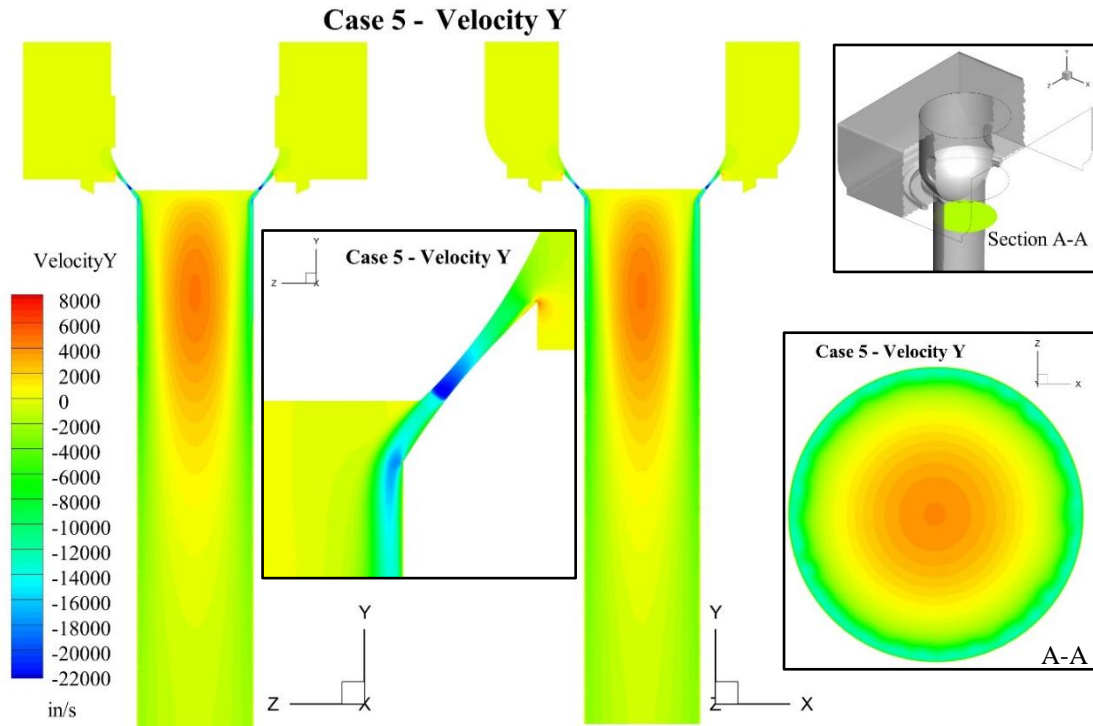 Case 5 - Velocity Y
Y
Z
X
Section A-A
VelocityY
8000
6000
4000
2000
0
-2000
-4000
-6000
-8000
-10000
-12000
-14000
-16000
-18000
-20000
-22000
in/s
Y
Case 5 - Velocity Y
Z
X
Case 5 - Velocity Y
Z
Y
X
A-A
Y
Z
X
Y
Z
X